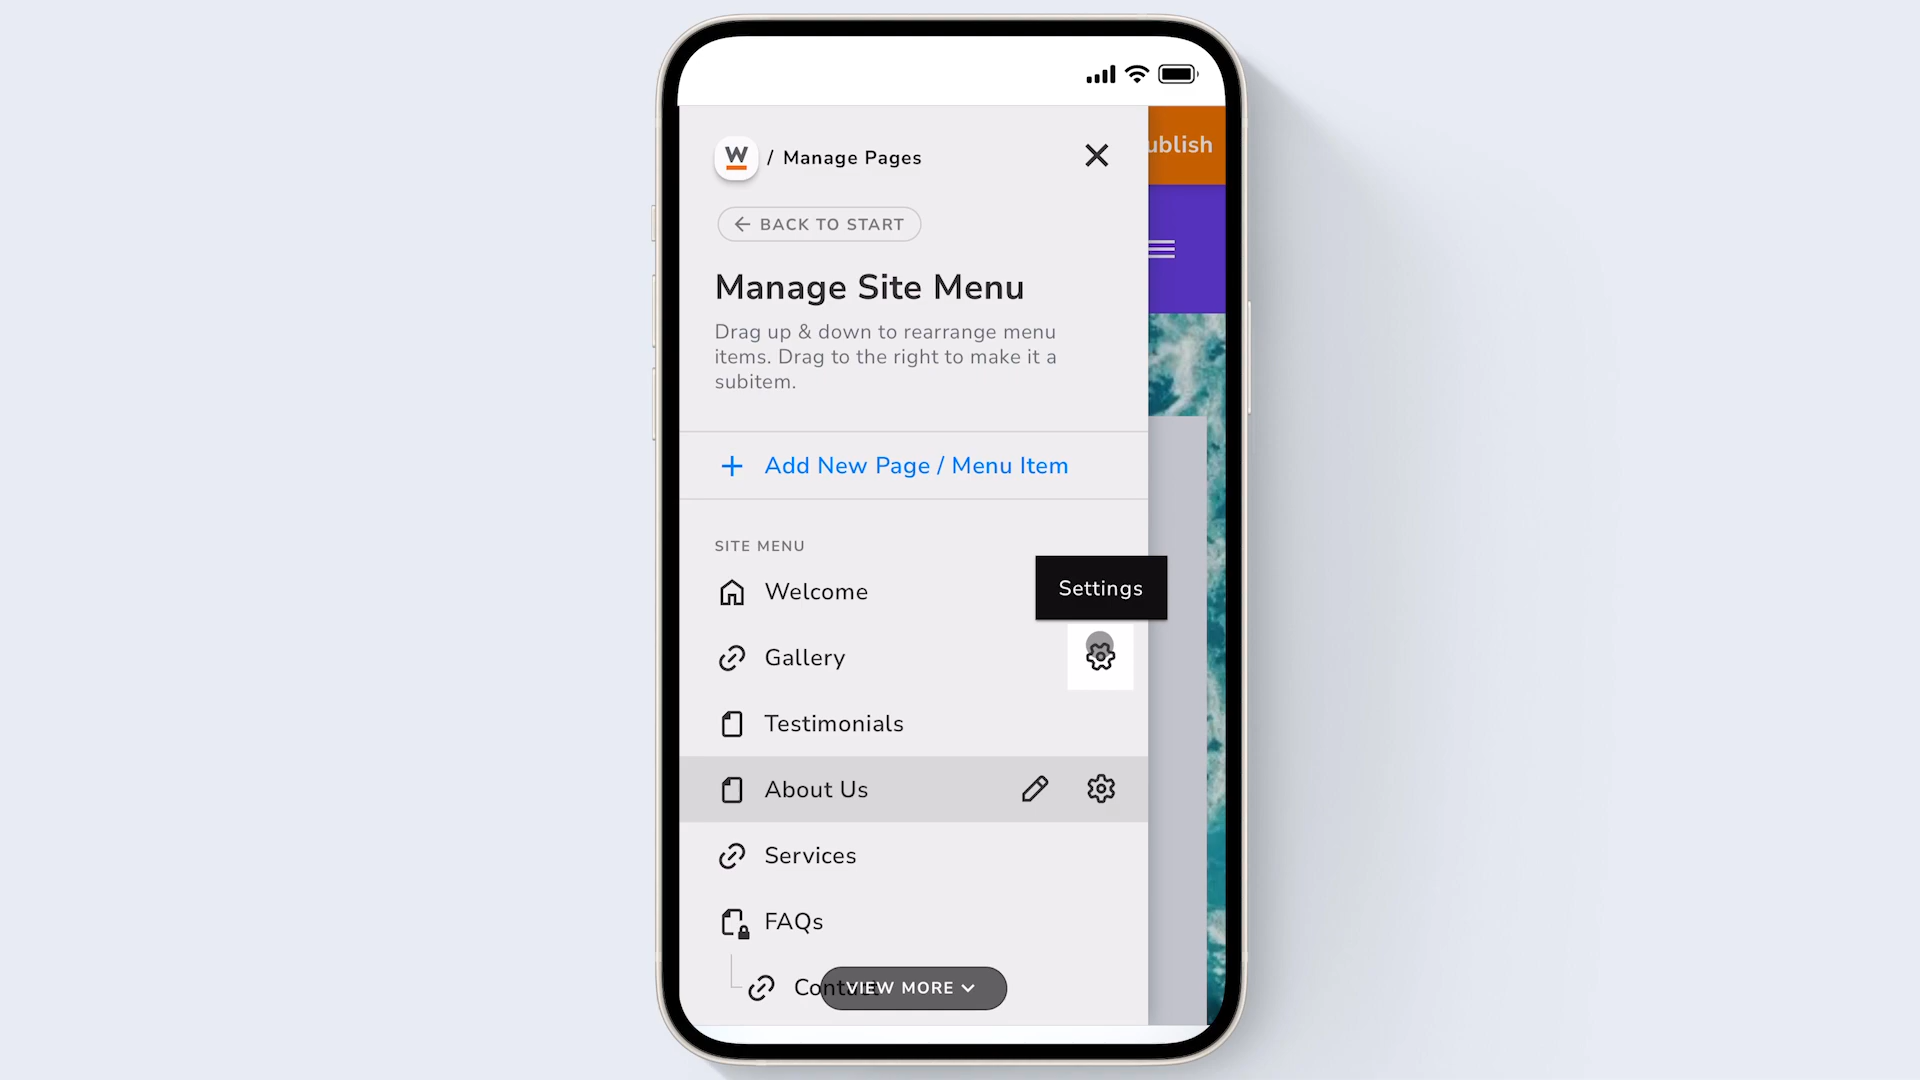 ublish
W / Manage Pages
BACK TO START
Manage Site Menu
Drag up & down to rearrange menu
items. Drag to the right to make it a
subitem.
Add New Page / Menu Item
SITE MENU
Welcome
Settings
Gallery
Testimonials
About Us
Services
FAQs
Contact
VIEW MORE